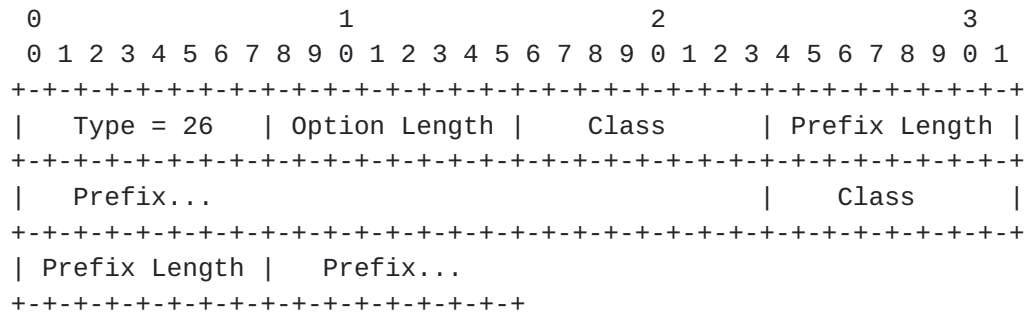 0                   1                   2                   3
 0 1 2 3 4 5 6 7 8 9 0 1 2 3 4 5 6 7 8 9 0 1 2 3 4 5 6 7 8 9 0 1
+-+-+-+-+-+-+-+-+-+-+-+-+-+-+-+-+-+-+-+-+-+-+-+-+-+-+-+-+-+-+-+-+
|   Type = 26   | Option Length |    Class      | Prefix Length |
+-+-+-+-+-+-+-+-+-+-+-+-+-+-+-+-+-+-+-+-+-+-+-+-+-+-+-+-+-+-+-+-+
|   Prefix...                                   |    Class      |
+-+-+-+-+-+-+-+-+-+-+-+-+-+-+-+-+-+-+-+-+-+-+-+-+-+-+-+-+-+-+-+-+
| Prefix Length |   Prefix...
+-+-+-+-+-+-+-+-+-+-+-+-+-+-+-+-+